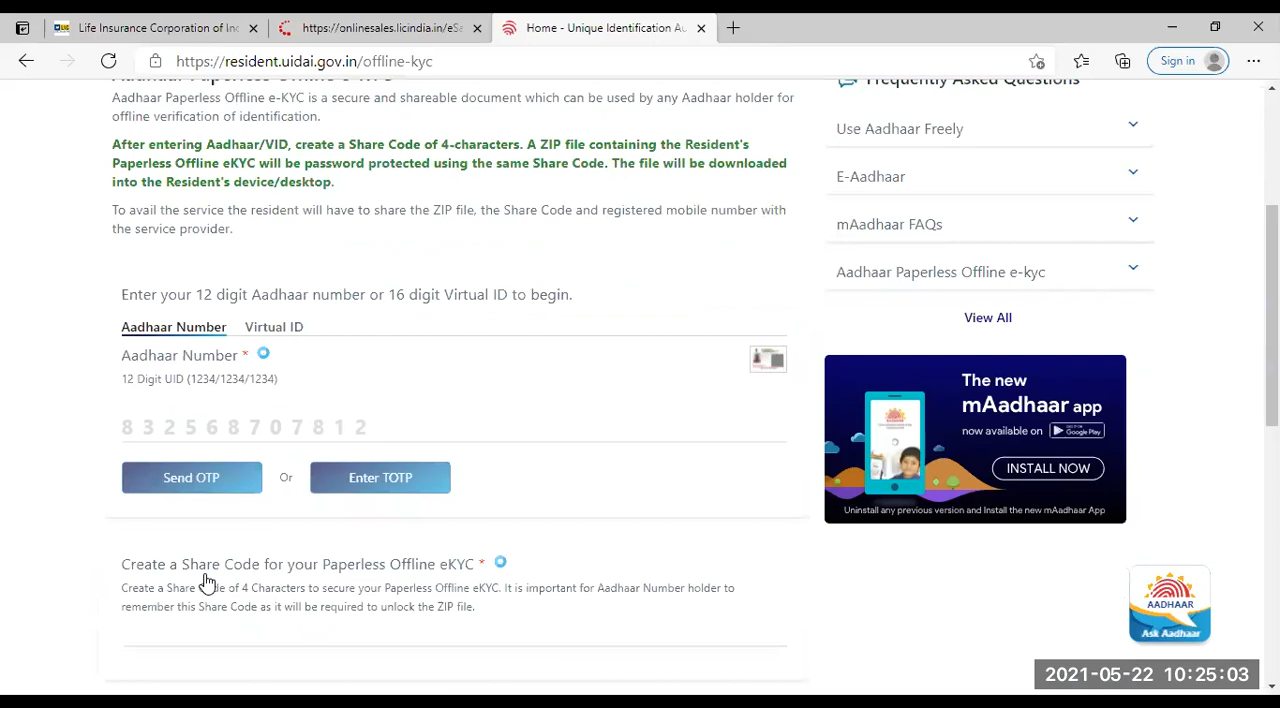 Life Insurance Corporation of Inc
https://onlinesales.licindia.in/eSe
Home - Unique Identification Au
https://resident.uidai.gov.in/offline-kyc
Sign in
Aadhaar Paperless Offline e-KYC
Aadhaar Paperless Offline e-KYC is a secure and shareable document which can be used by any Aadhaar holder for
offline verification of identification.
After entering Aadhaar/VID, create a Share Code of 4-characters. A ZIP file containing the Resident's
Paperless Offline eKYC will be password protected using the same Share Code. The file will be downloaded
into the Resident's device/desktop.
To avail the service the resident will have to share the ZIP file, the Share Code and registered mobile number with
the service provider.
Enter your 12 digit Aadhaar number or 16 digit Virtual ID to begin.
Aadhaar Number Virtual ID
Aadhaar Number *
12 Digit UID (1234/1234/1234)
8 3 2 5 6 8 7 0 7 8 1 2
Send OTP Or Enter TOTP
Create a Share Code for your Paperless Offline eKYC *
Create a Share of 4 Characters to secure your Paperless Offline eKYC. It is important for Aadhaar Number holder to
remember this Share Code as it will be required to unlock the ZIP file.
Frequently Asked Questions
Use Aadhaar Freely
E-Aadhaar
mAadhaar FAQs
Aadhaar Paperless Offline e-kyc
View All
The new
mAadhaar app
now available on Google Play
INSTALL NOW
Uninstall any previous version and Install the new mAadhaar App
AADHAAR
Ask Aadhaar
2021-05-22 10:25:03